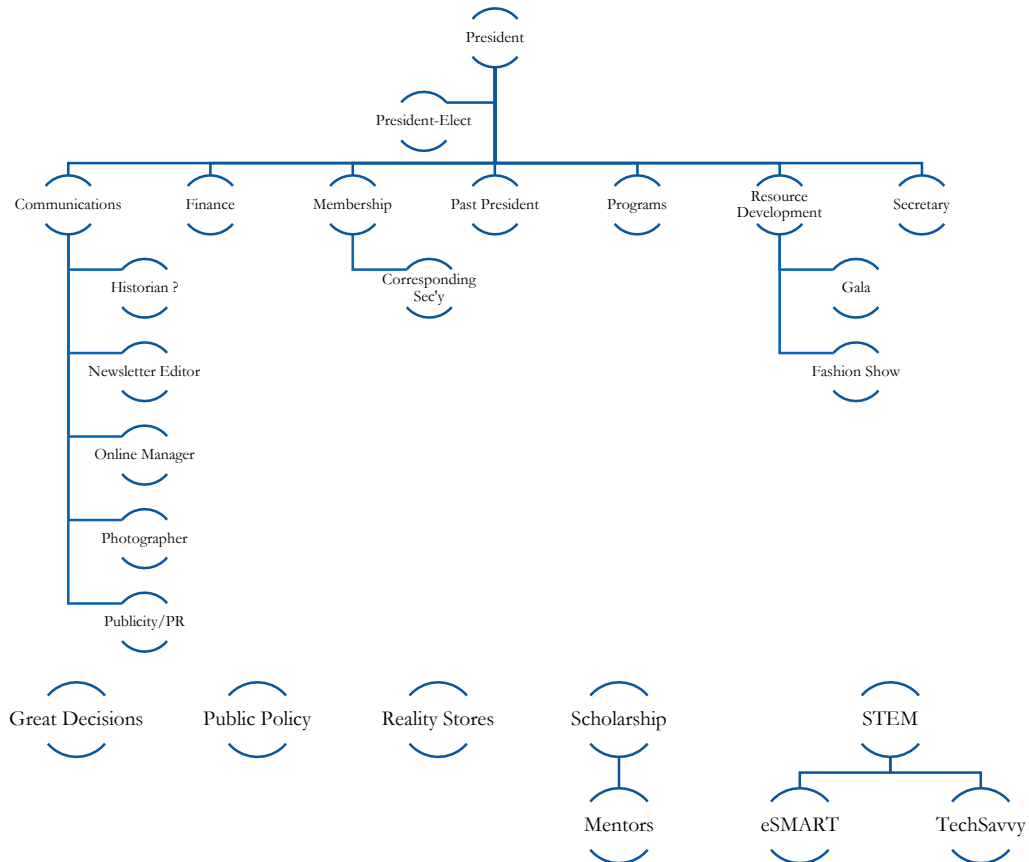 President
President-Elect
Communications
Finance
Membership
Past President
Programs
Resource
Development
Secretary
Historian ?
Corresponding
Sec'y
Gala
Newsletter Editor
Fashion Show
Online Manager
Photographer
Publicity/PR
Great Decisions
Public Policy
Reality Stores
Scholarship
STEM
Mentors
eSMART
TechSavvy